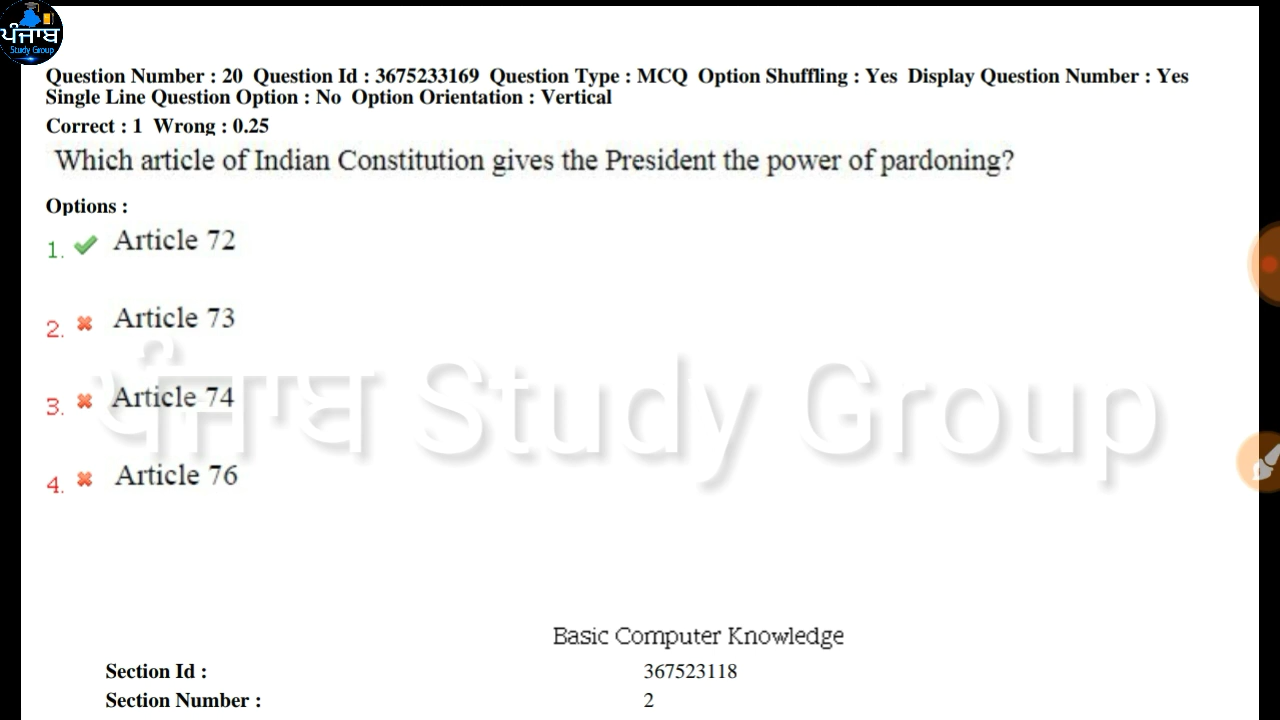 ਪੰਜਾਬ
Study Group
Question Number : 20 Question Id : 3675233169 Question Type : MCQ Option Shuffling : Yes Display Question Number : Yes
Single Line Question Option : No Option Orientation : Vertical
Correct : 1 Wrong : 0.25
Which article of Indian Constitution gives the President the power of pardoning?
Options :
1. Article 72
2. Article 73
3. Article 74
ਪੰਜਾਬ Study Group
4. Article 76
Basic Computer Knowledge
Section Id : 367523118
Section Number : 2